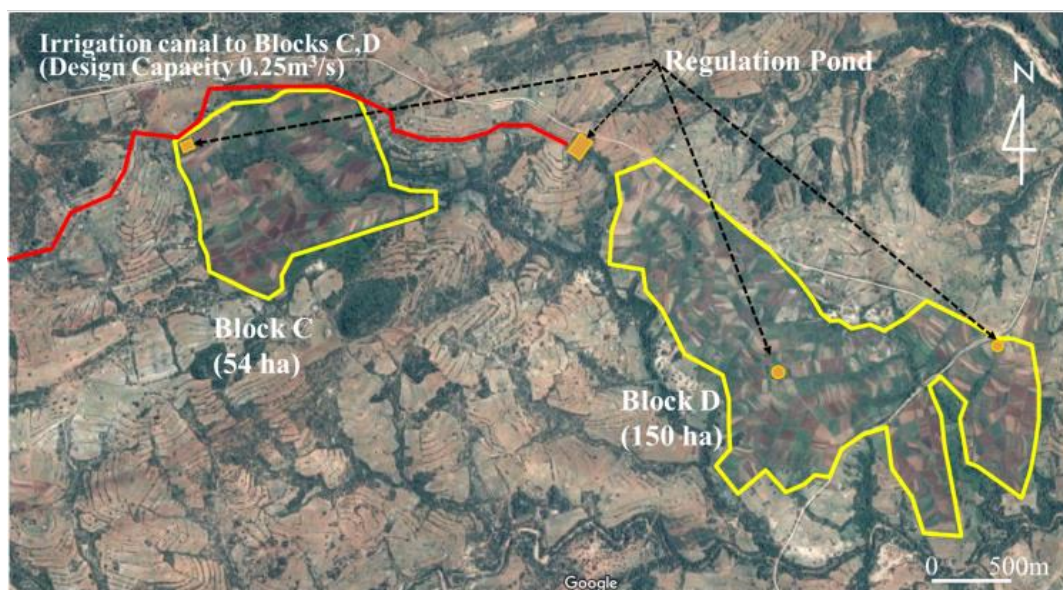 Irrigation canal to Blocks C,D
(Design Capacity 0.25m³/s)
Regulation Pond
N
Block C
(54 ha)
Block D
(150 ha)
0 500m
Google